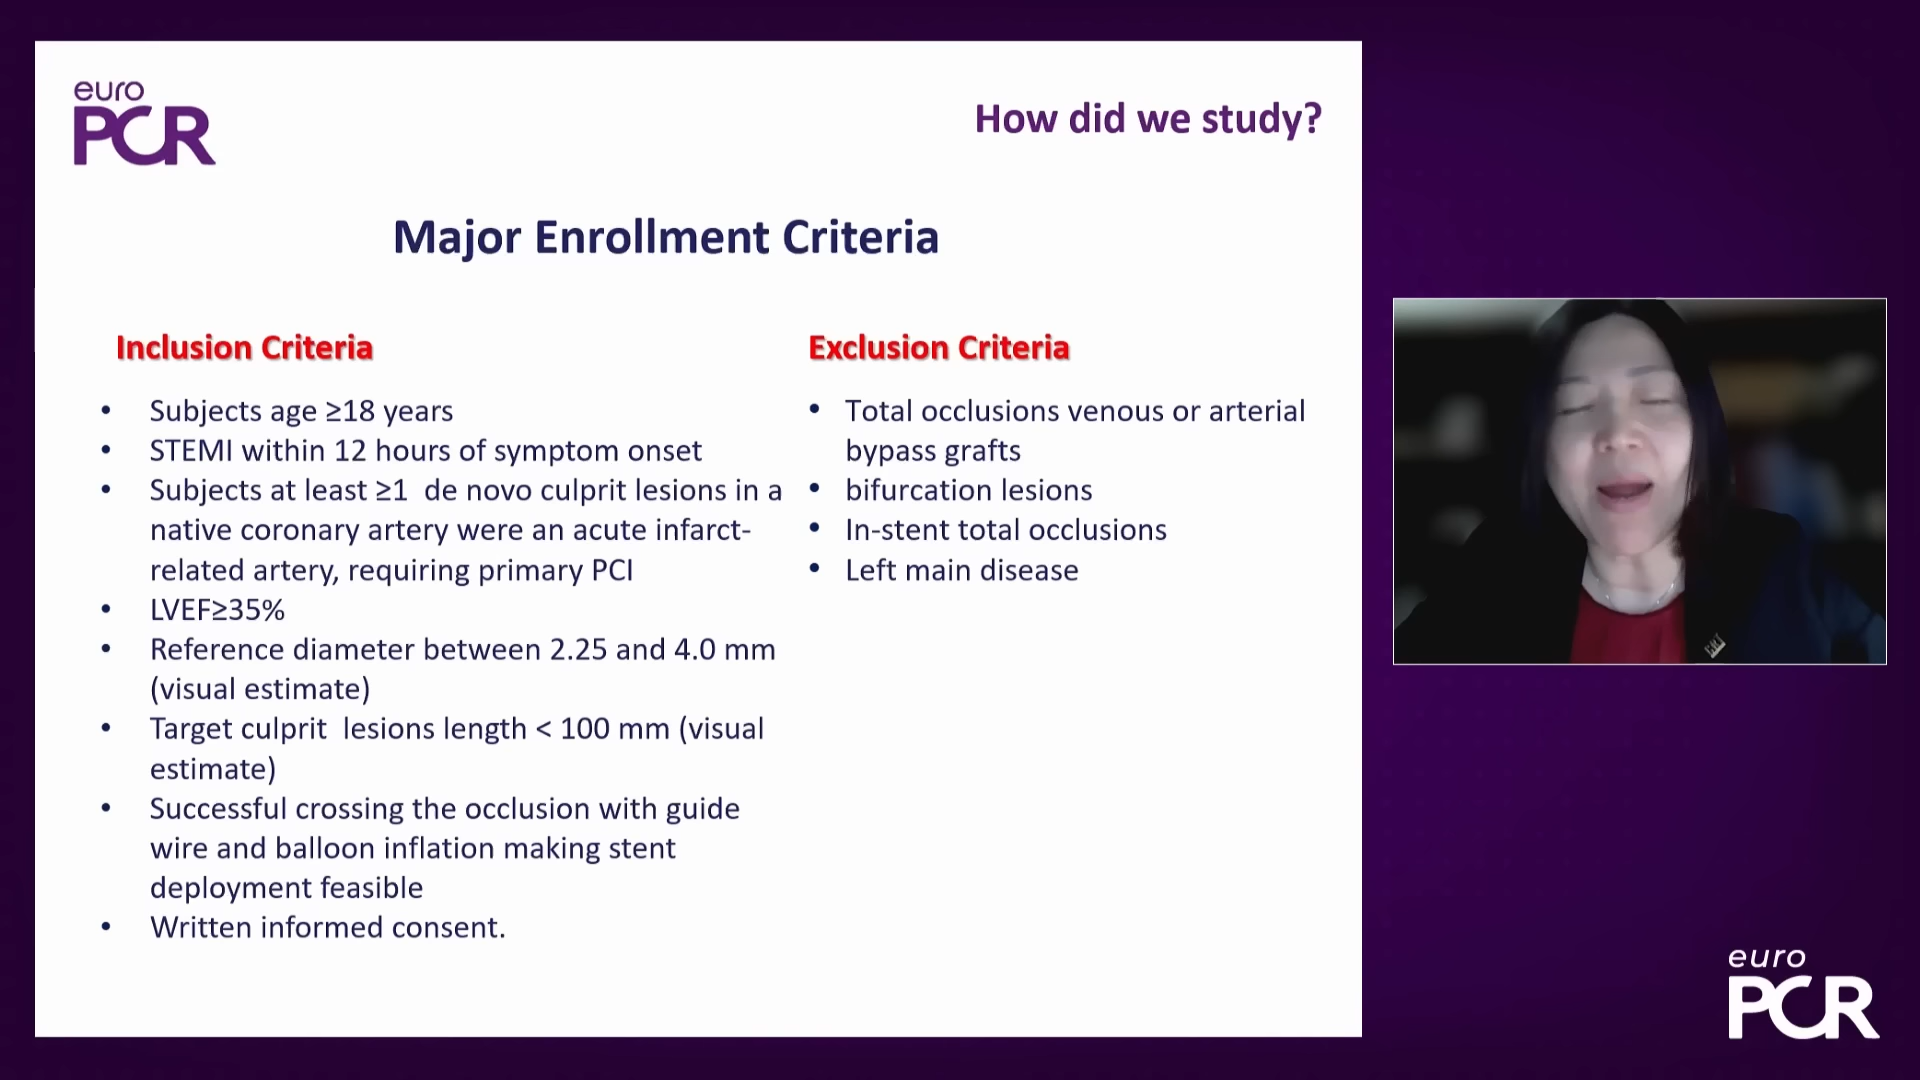 euro
PCR
How did we study?
Major Enrollment Criteria
Inclusion Criteria
• Subjects age ≥18 years
• STEMI within 12 hours of symptom onset
• Subjects at least ≥1 de novo culprit lesions in a
native coronary artery were an acute infarct-
related artery, requiring primary PCI
• LVEF≥35%
• Reference diameter between 2.25 and 4.0 mm
(visual estimate)
• Target culprit lesions length < 100 mm (visual
estimate)
• Successful crossing the occlusion with guide
wire and balloon inflation making stent
deployment feasible
• Written informed consent.
Exclusion Criteria
• Total occlusions venous or arterial
bypass grafts
• bifurcation lesions
• In-stent total occlusions
• Left main disease
euro
PCR